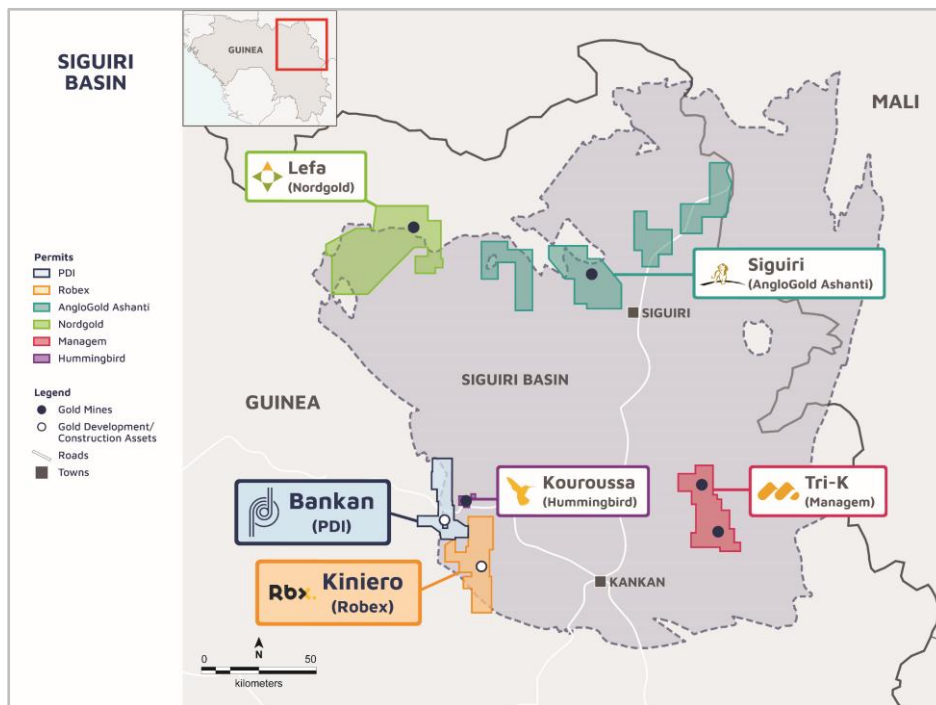 SIGUIRI
BASIN
GUINEA
MALI
Lefa
(Nordgold)
Permits
PDI
Robex
AngloGold Ashanti
Nordgold
Managem
Hummingbird
Legend
Gold Mines
Gold Development/
Construction Assets
Roads
Towns
Siguiri
(AngloGold Ashanti)
SIGUIRI
SIGUIRI BASIN
GUINEA
Bankan
(PDI)
Kouroussa
(Hummingbird)
Tri-K
(Managem)
Rbx. Kiniero
(Robex)
KANKAN
N
0 50
kilometers